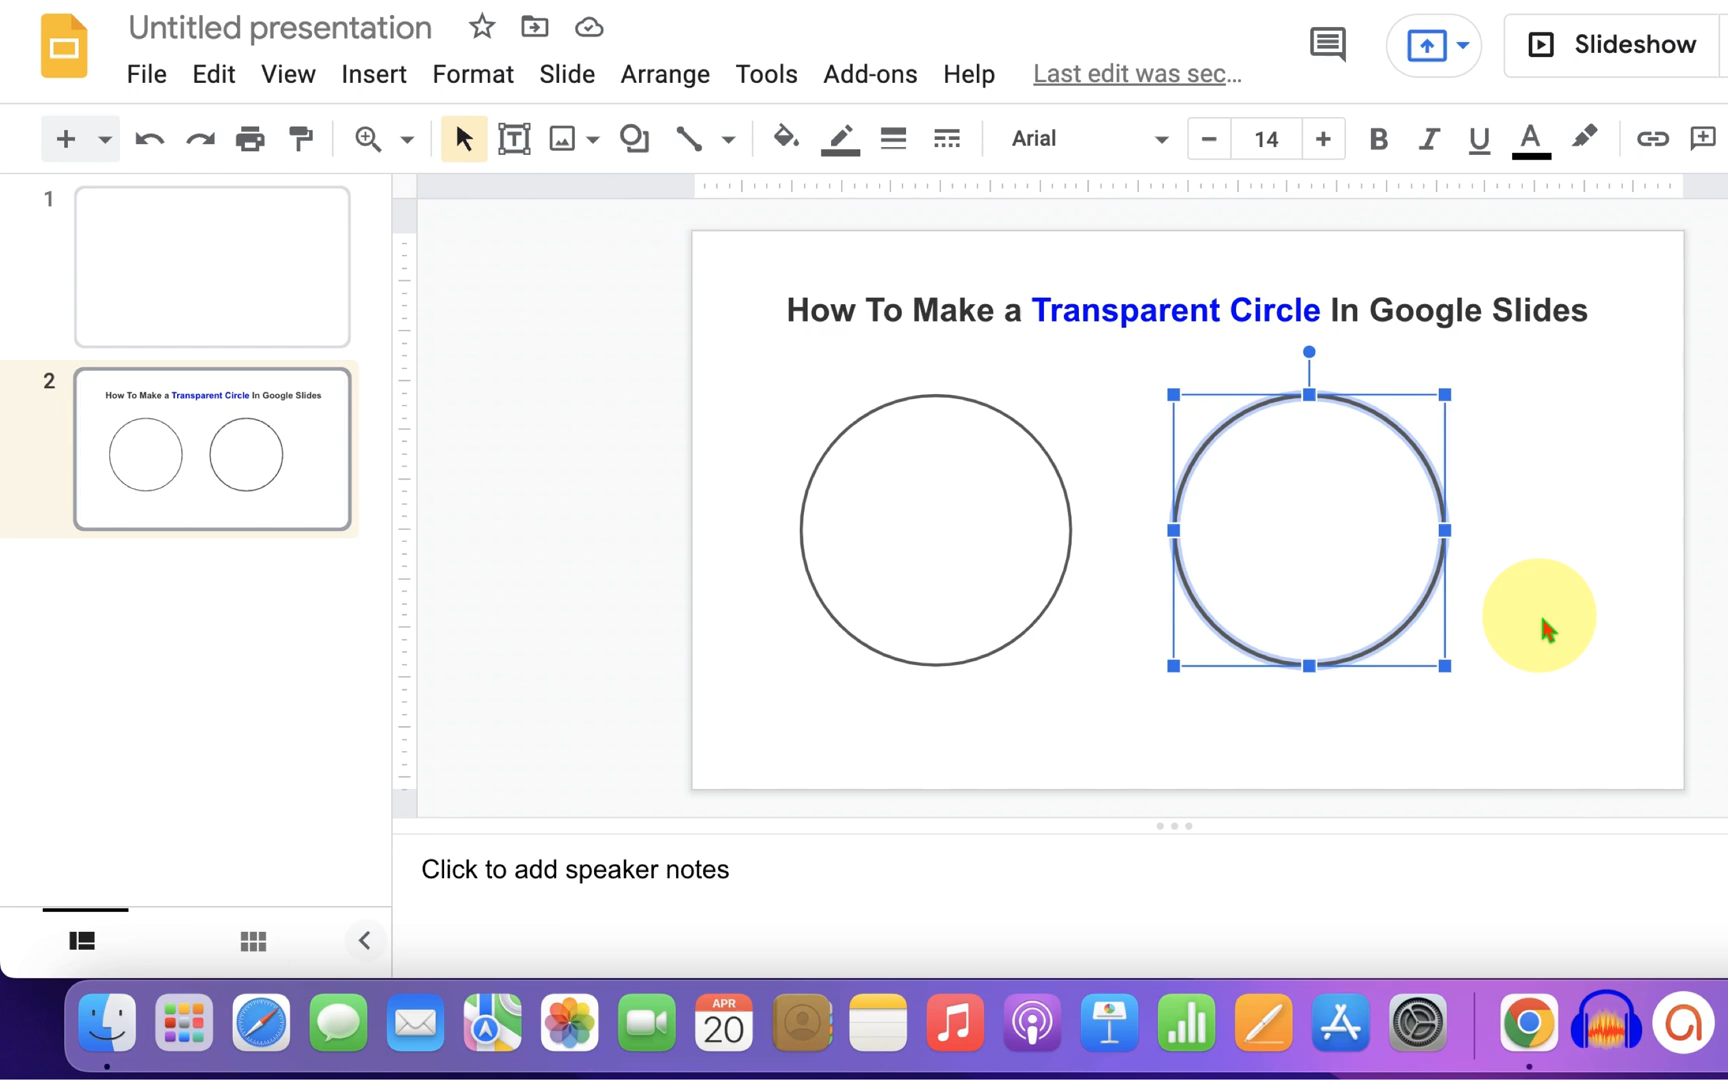 Untitled presentation
File Edit View Insert Format Slide Arrange Tools Add-ons Help Last edit was sec...
Slideshow
Arial
14
B I U A
1
2
How To Make a Transparent Circle In Google Slides
How To Make a Transparent Circle In Google Slides
Click to add speaker notes
APR
20